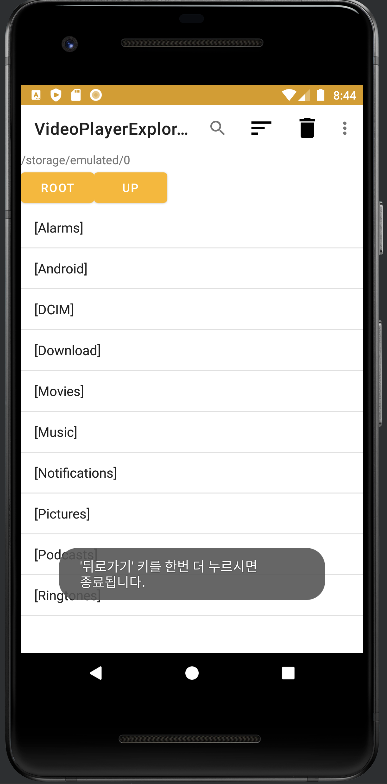 8:44
VideoPlayerExplor...
/storage/emulated/0
ROOT UP
[Alarms]
[Android]
[DCIM]
[Download]
[Movies]
[Music]
[Notifications]
[Pictures]
[Podcasts]
[Ringtones]
'뒤로가기' 키를 한번 더 누르시면
종료됩니다.